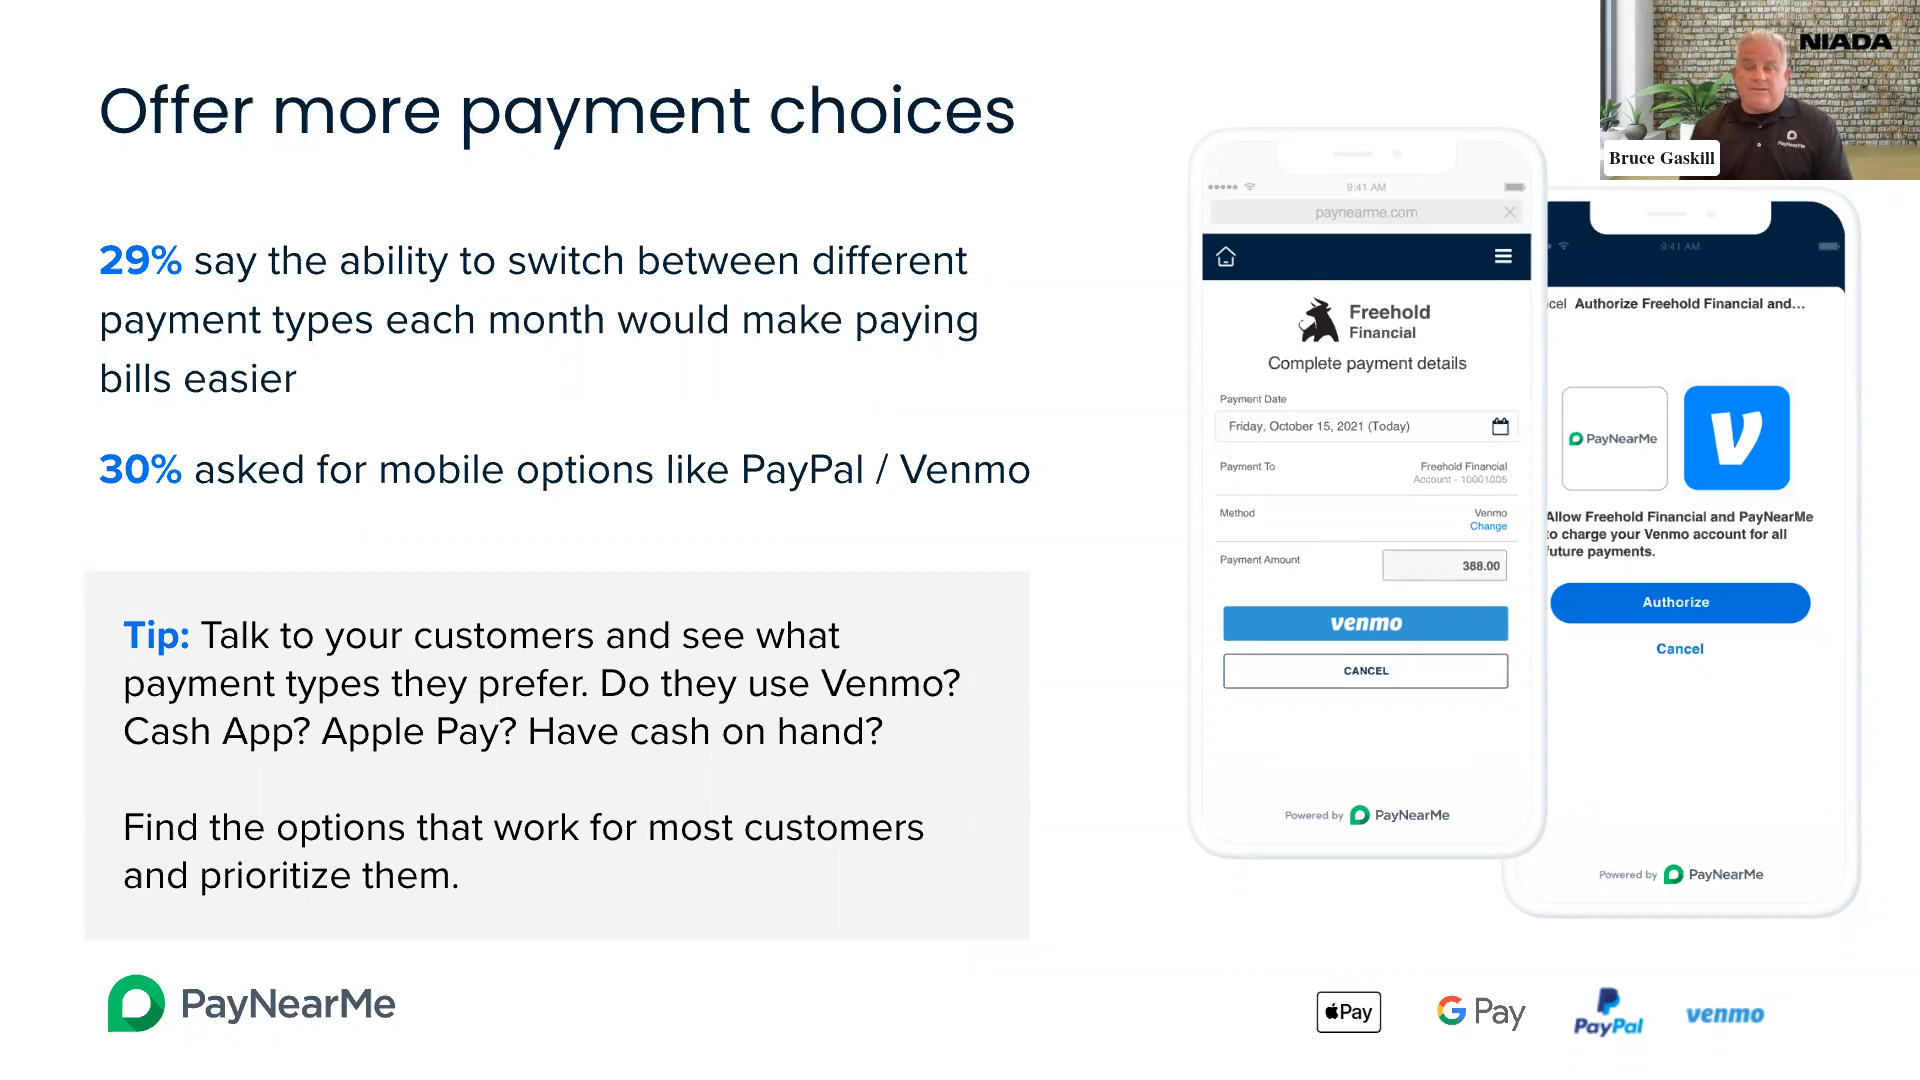 Offer more payment choices
29% say the ability to switch between different
payment types each month would make paying
bills easier
30% asked for mobile options like PayPal / Venmo
Tip: Talk to your customers and see what
payment types they prefer. Do they use Venmo?
Cash App? Apple Pay? Have cash on hand?
Find the options that work for most customers
and prioritize them.
PayNearMe
9:41 AM
paynearme.com
Freehold
Financial
Complete payment details
Payment Date
Friday, October 15, 2021 (Today)
Payment To
Freehold Financial
Account - 10001005
Method
Venmo
Change
Payment Amount
388.00
venmo
CANCEL
Powered by PayNearMe
NIADA
PayNearMe
Bruce Gaskill
9:41 AM
cel Authorize Freehold Financial and...
PayNearMe
V
Allow Freehold Financial and PayNearMe
to charge your Venmo account for all
future payments.
Authorize
Cancel
Powered by PayNearMe
Pay
G Pay
PayPal
venmo